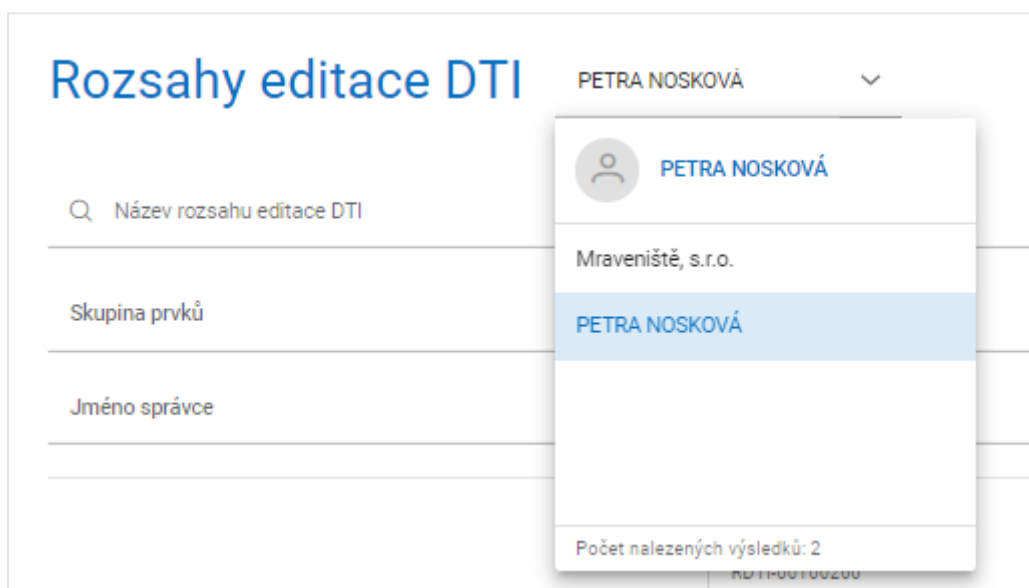 Rozsahy editace DTI
PETRA NOSKOVÁ
PETRA NOSKOVÁ
Název rozsahu editace DTI
Mraveniště, s.r.o.
Skupina prvků
PETRA NOSKOVÁ
Jméno správce
Počet nalezených výsledků: 2